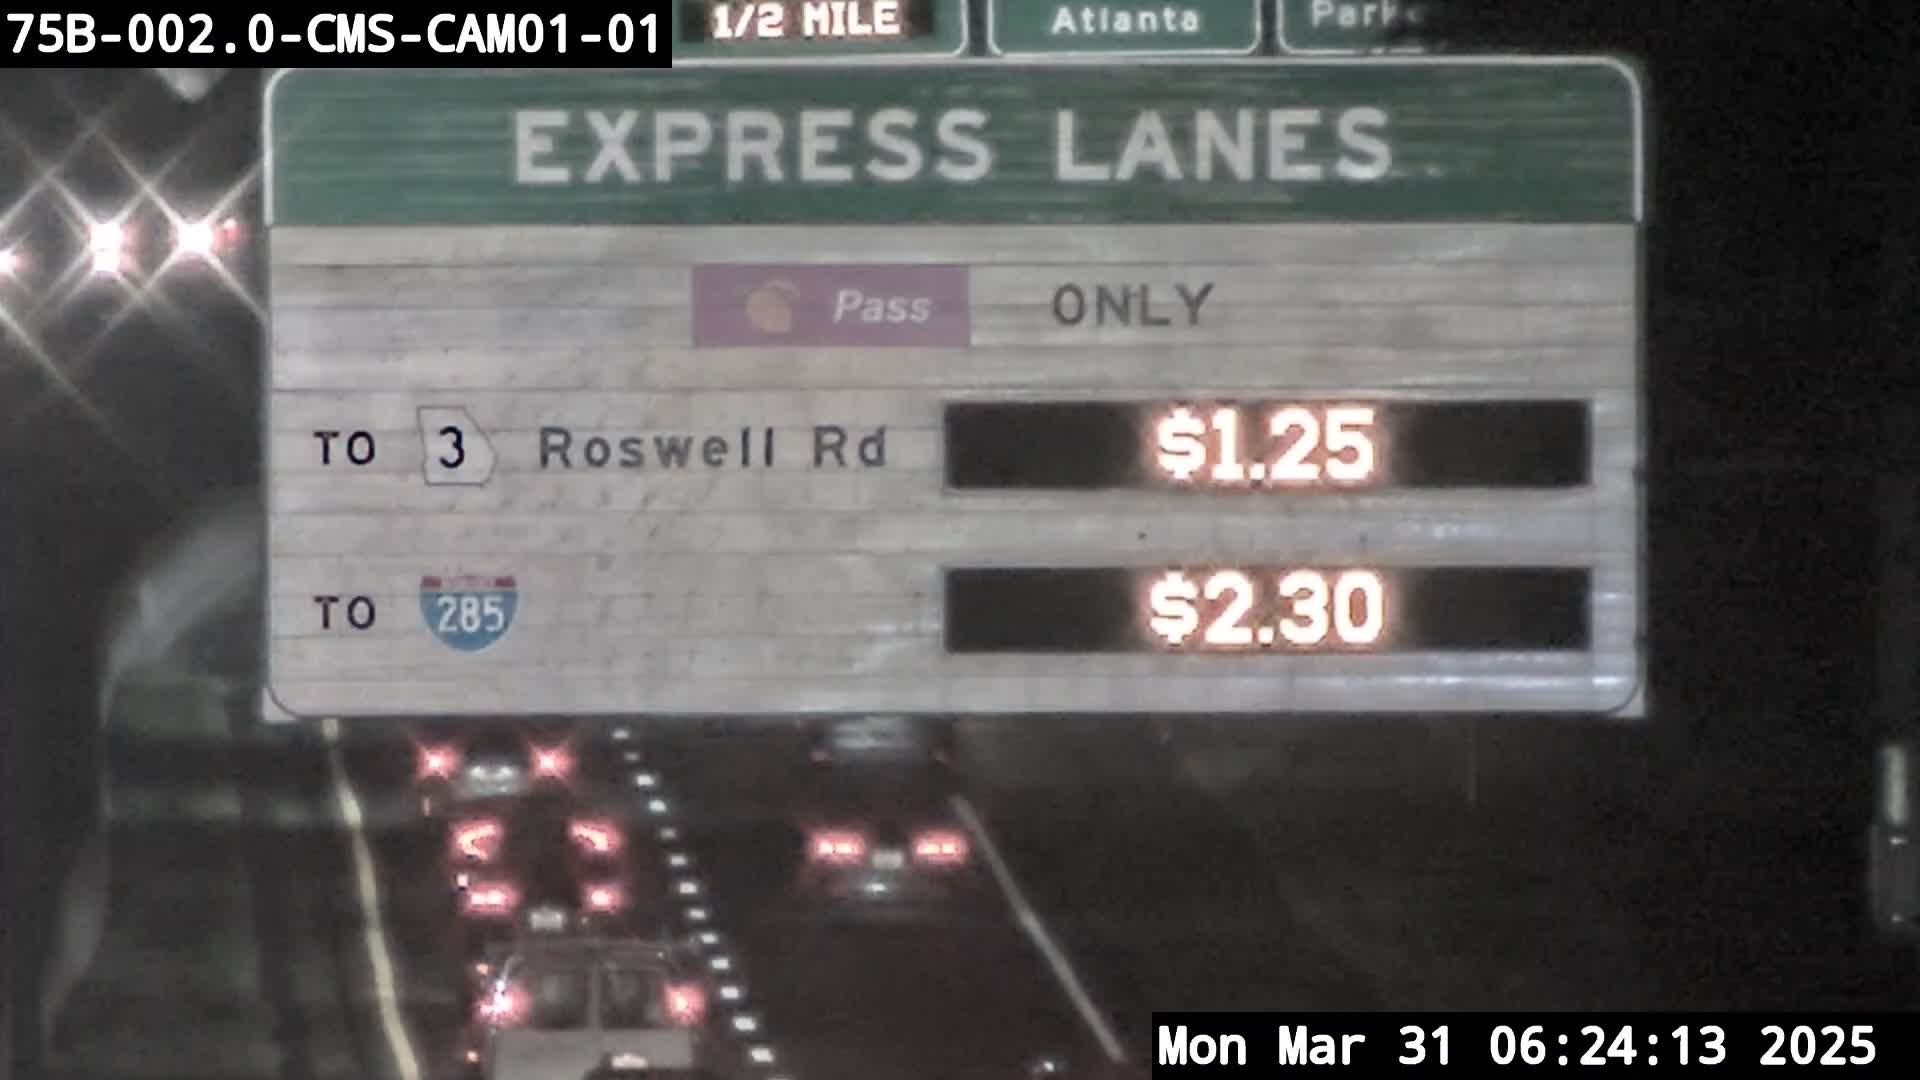 75B-002.0-CMS-CAM01-01
1/2 MILE
Atlanta
EXPRESS LANES
Pass ONLY
TO 3 Roswell Rd $1.25
TO 285 $2.30
Mon Mar 31 06:24:13 2025